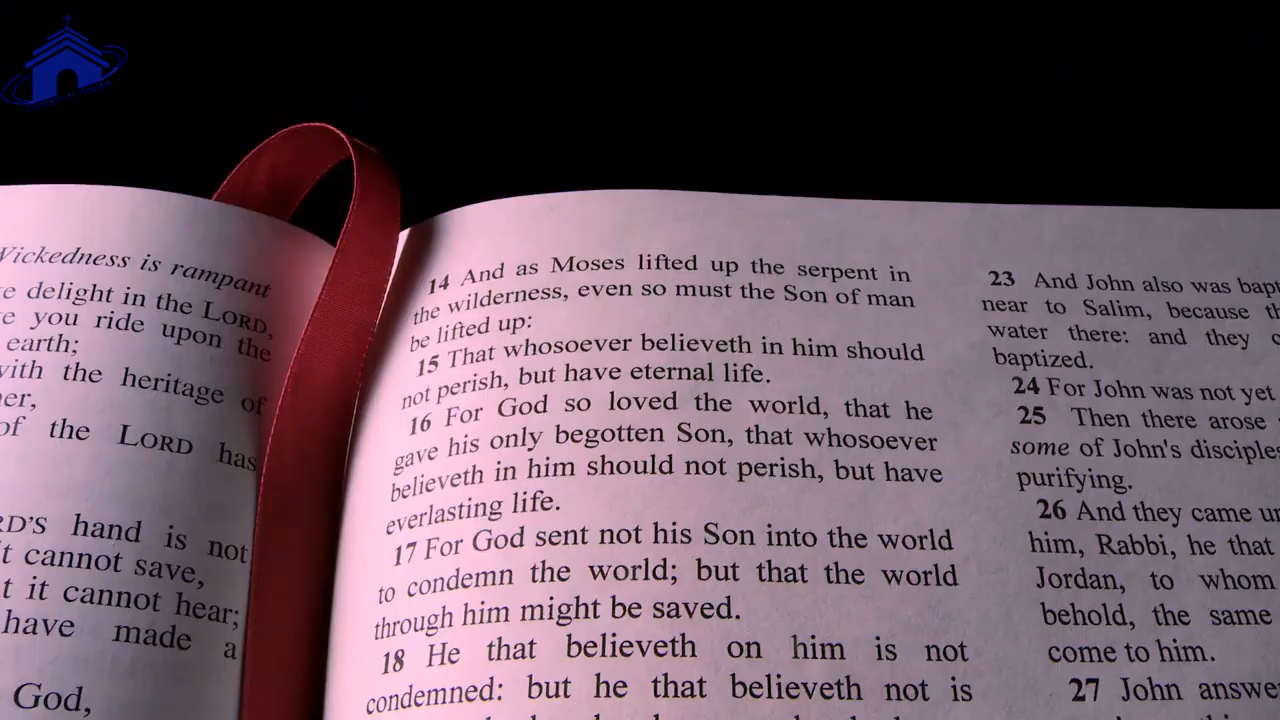 Wickedness is rampant
delight in the LORD,
you ride upon the
earth;
with the heritage of
of the LORD has
hand is not
it cannot save,
it cannot hear;
have made a
God,
14 And as Moses lifted up the serpent in
the wilderness, even so must the Son of man
be lifted up:
15 That whosoever believeth in him should
not perish, but have eternal life.
16 For God so loved the world, that he
gave his only begotten Son, that whosoever
believeth in him should not perish, but have
everlasting life.
17 For God sent not his Son into the world
to condemn the world; but that the world
through him might be saved.
18 He that believeth on him is not
condemned: but he that believeth not is
23 And John also was
near to Salim, because
water there: and they
baptized.
24 For John was not yet
25 Then there arose
some of John's
purifying.
26 And they came
him, Rabbi, he that
Jordan, to whom
behold, the same
come to him.
27 John